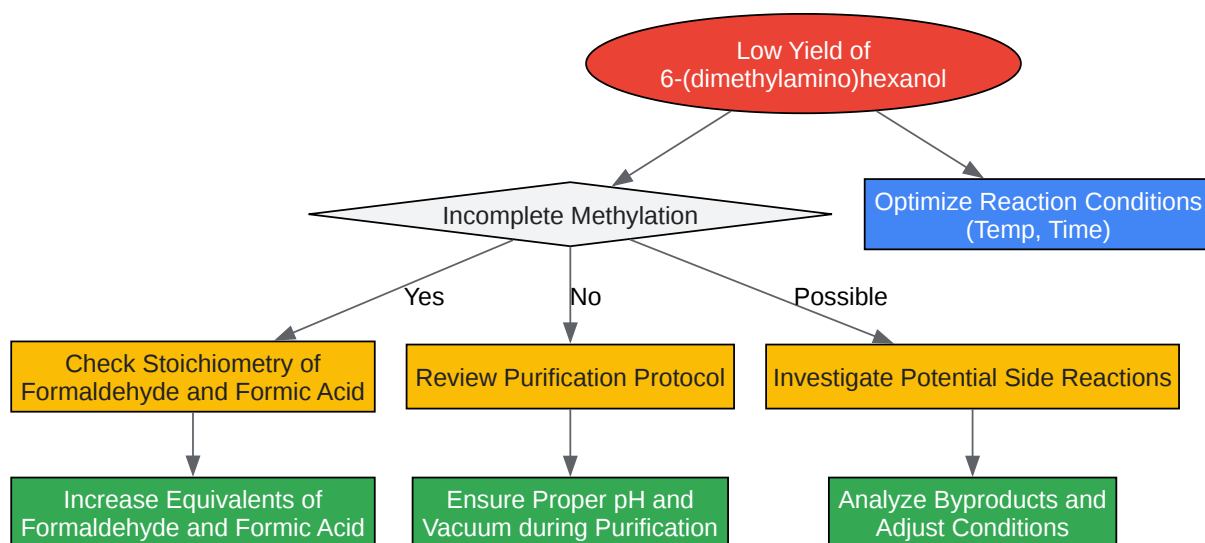 Low Yield of
6-(dimethylamino)hexanol
Incomplete Methylation
Optimize Reaction Conditions
(Temp, Time)
Yes
No
Possible
Check Stoichiometry of
Formaldehyde and Formic Acid
Review Purification Protocol
Investigate Potential Side Reactions
Increase Equivalents of
Formaldehyde and Formic Acid
Ensure Proper pH and
Vacuum during Purification
Analyze Byproducts and
Adjust Conditions